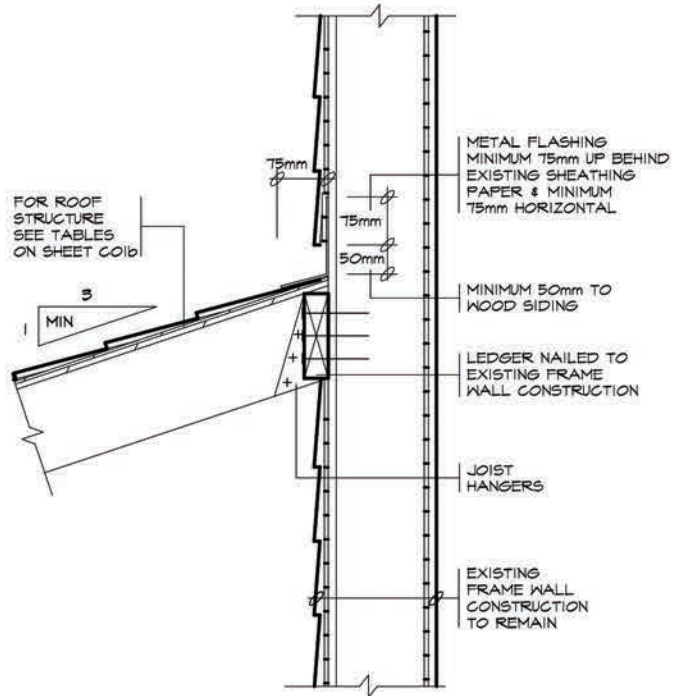 75mm
METAL FLASHING
MINIMUM 75mm UP BEHIND
EXISTING SHEATHING
PAPER & MINIMUM
75mm HORIZONTAL
FOR ROOF
STRUCTURE
SEE TABLES
ON SHEET CO1b
75mm
50mm
3
1
MIN
MINIMUM 50mm TO
WOOD SIDING
LEDGER NAILED TO
EXISTING FRAME
WALL CONSTRUCTION
JOIST
HANGERS
EXISTING
FRAME WALL
CONSTRUCTION
TO REMAIN